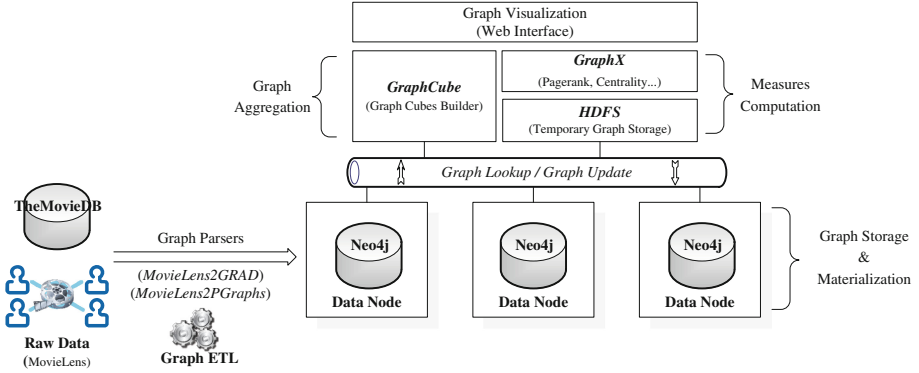 Graph Visualization
(Web Interface)
Graph
Aggregation
GraphCube
(Graph Cubes Builder)
GraphX
(Pagerank, Centrality...)
HDFS
(Temporary Graph Storage)
Measures
Computation
Graph Lookup / Graph Update
TheMovieDB
Graph Parsers
(MovieLens2GRAD)
(MovieLens2PGraphs)
Graph ETL
Raw Data
(MovieLens)
Neo4j
Data Node
Neo4j
Data Node
Neo4j
Data Node
Graph Storage
&
Materialization